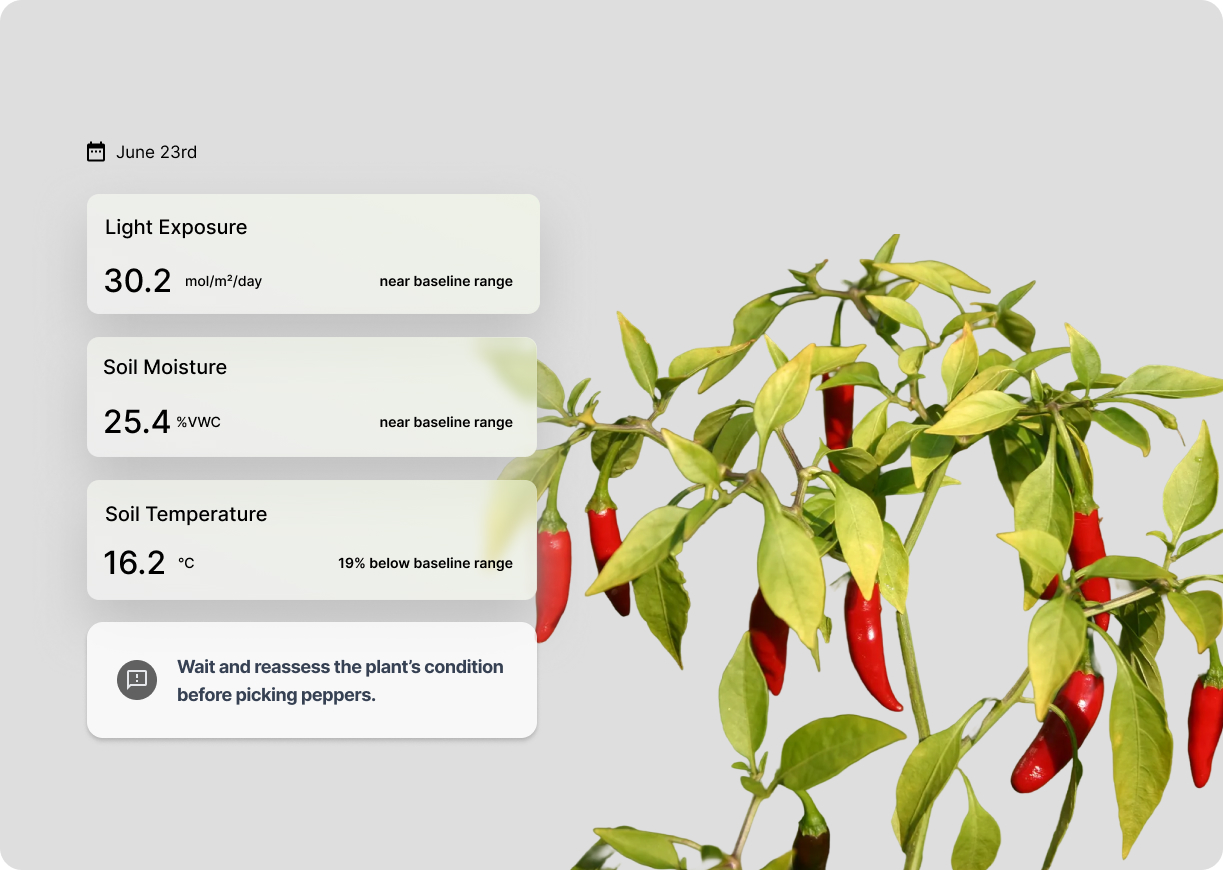 June 23rd
Light Exposure
30.2 mol/m²/day near baseline range
Soil Moisture
25.4 %VWC near baseline range
Soil Temperature
16.2 °C 19% below baseline range
Wait and reassess the plant’s condition
before picking peppers.